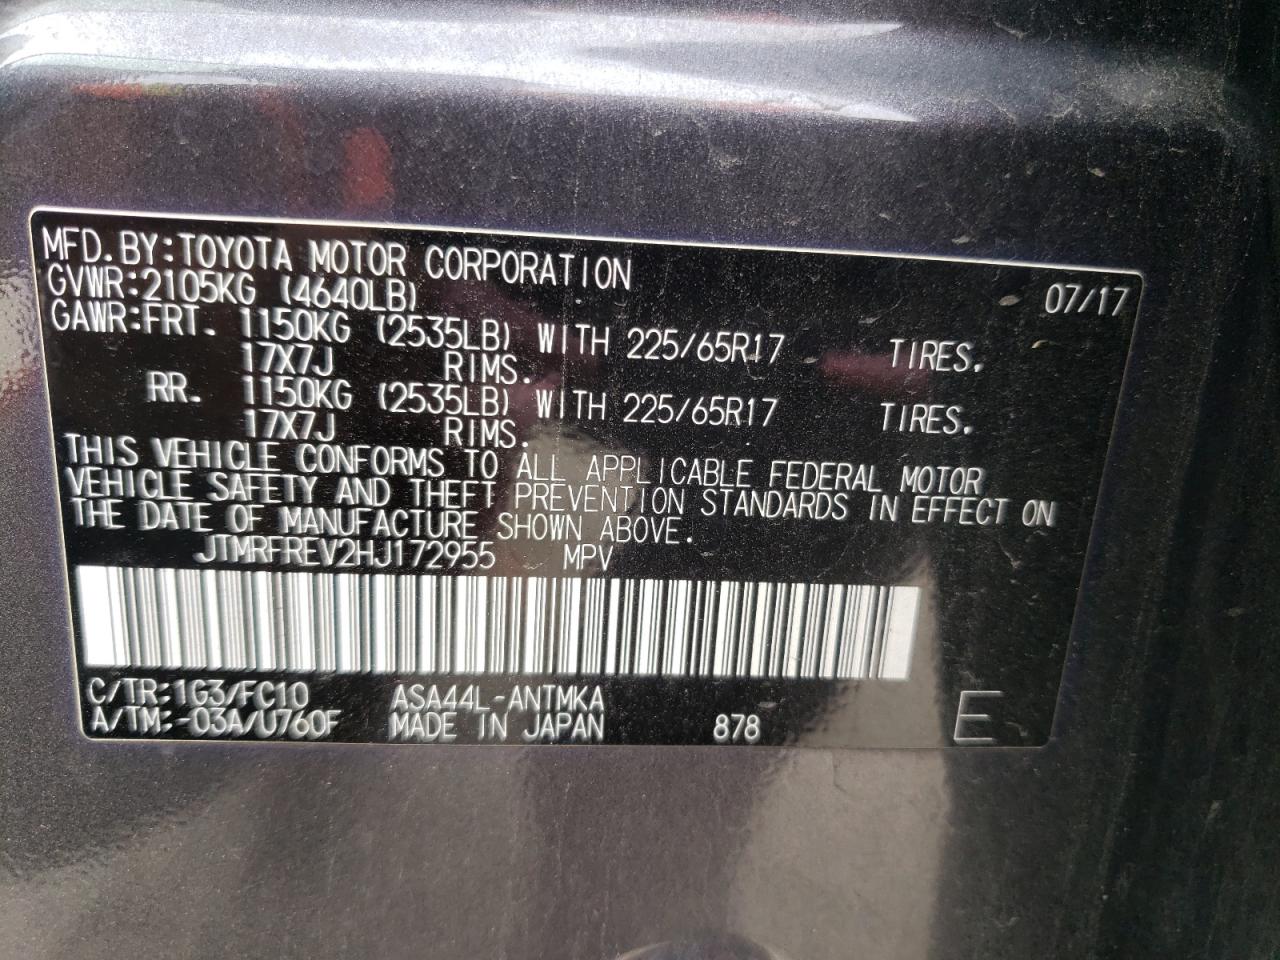 MFD.BY:TOYOTA MOTOR CORPORATION 07/17
GVWR:2105KG (4640LB)
GAWR:FRT. 1150KG (2535LB) WITH 225/65R17 TIRES.
17X7J RIMS.
RR. 1150KG (2535LB) WITH 225/65R17 TIRES.
17X7J RIMS.
THIS VEHICLE CONFORMS TO ALL APPLICABLE FEDERAL MOTOR
VEHICLE SAFETY AND THEFT PREVENTION STANDARDS IN EFFECT ON
THE DATE OF MANUFACTURE SHOWN ABOVE.
JTMRFREV2HJ172955 MPV
C/TR:1G3/FC10 ASA44L-ANTMKA
A/TM:-03A/U760F MADE IN JAPAN 878 E